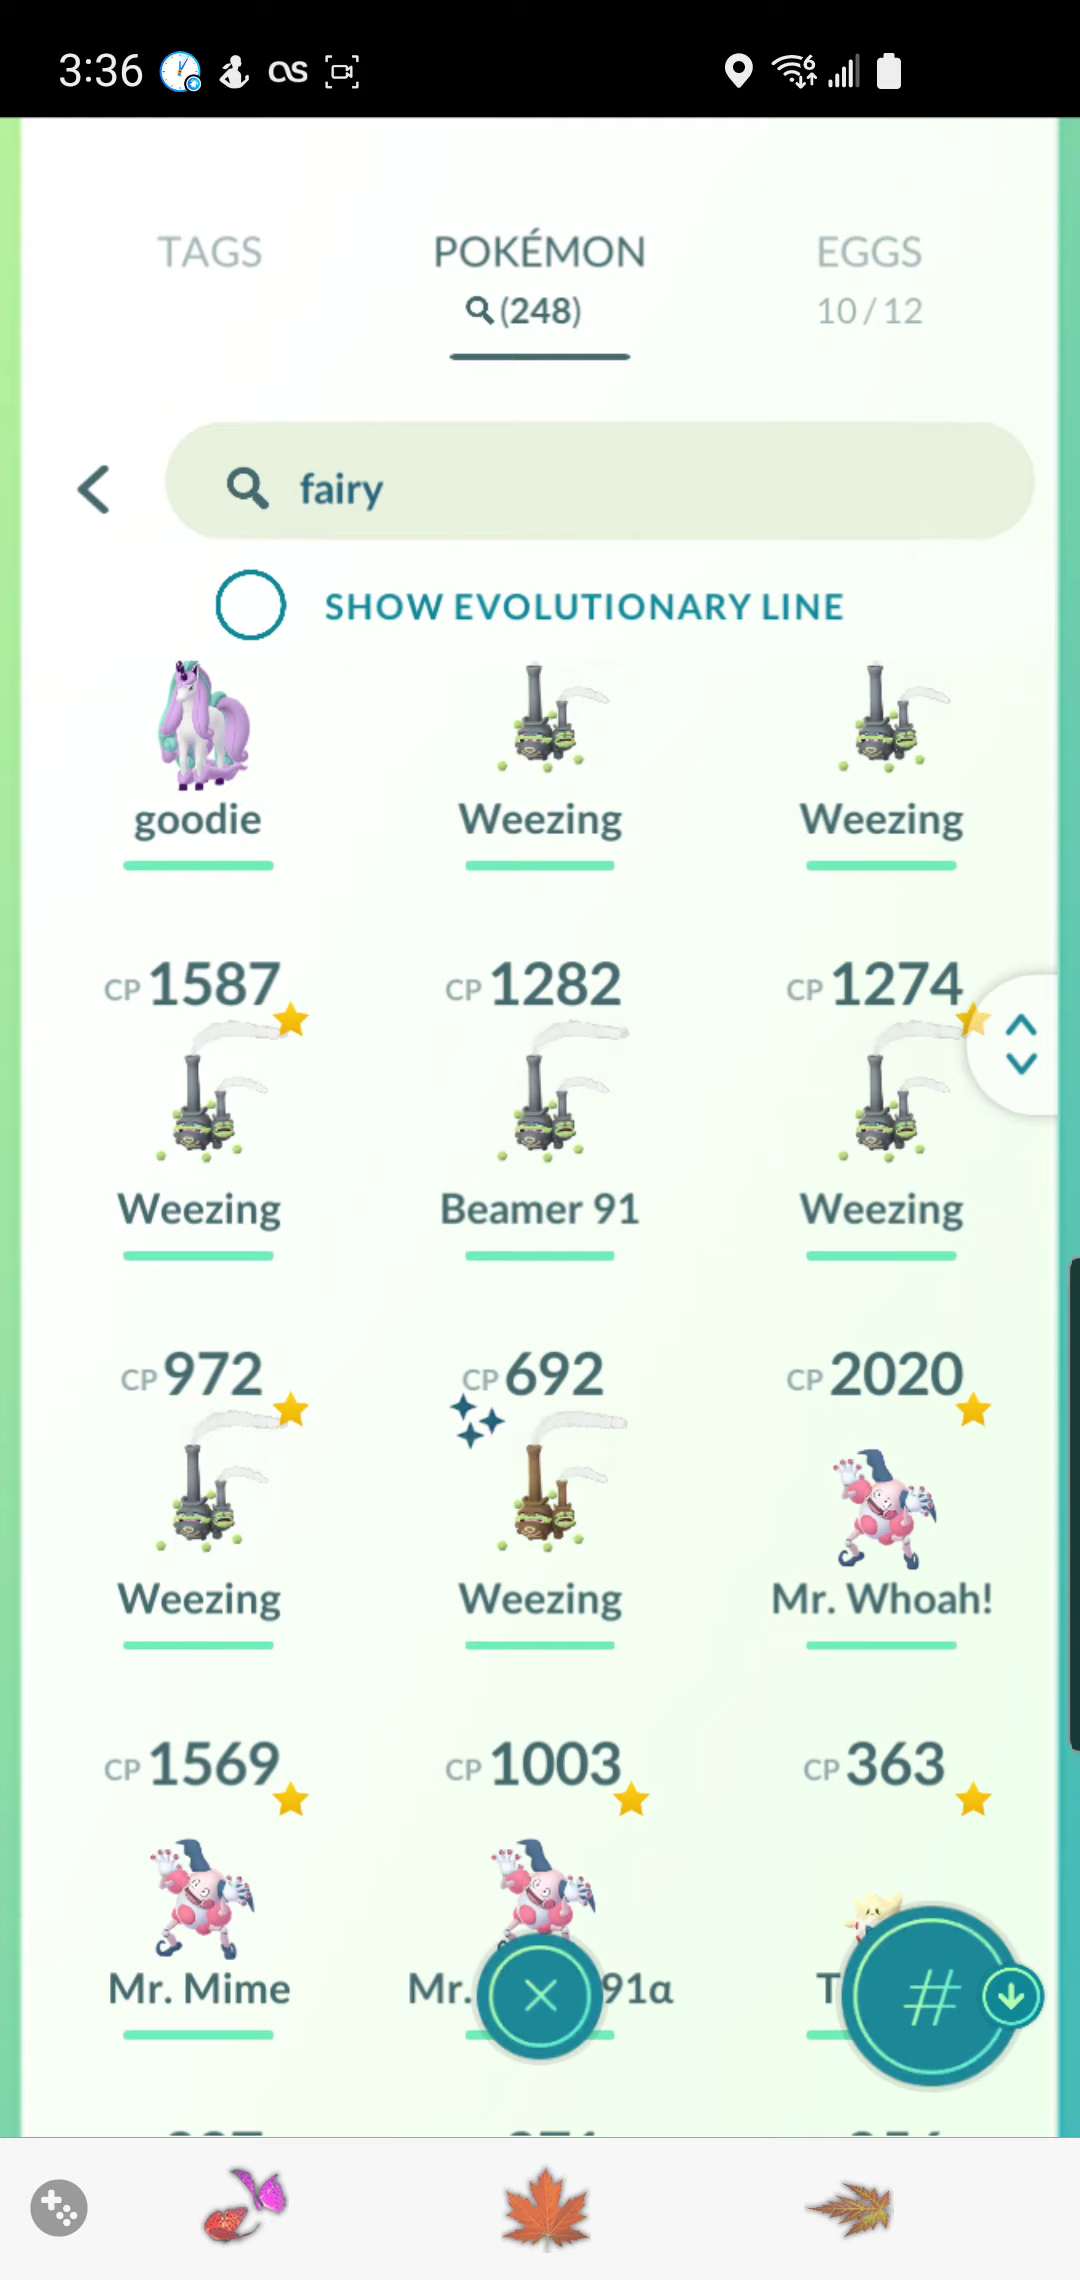 3:36
TAGS POKÉMON EGGS
(248) 10 / 12
fairy
SHOW EVOLUTIONARY LINE
goodie Weezing Weezing
CP 1587 CP 1282 CP 1274
Weezing Beamer 91 Weezing
CP 972 CP 692 CP 2020
Weezing Weezing Mr. Whoah!
CP 1569 CP 1003 CP 363
Mr. Mime Mr. 91α